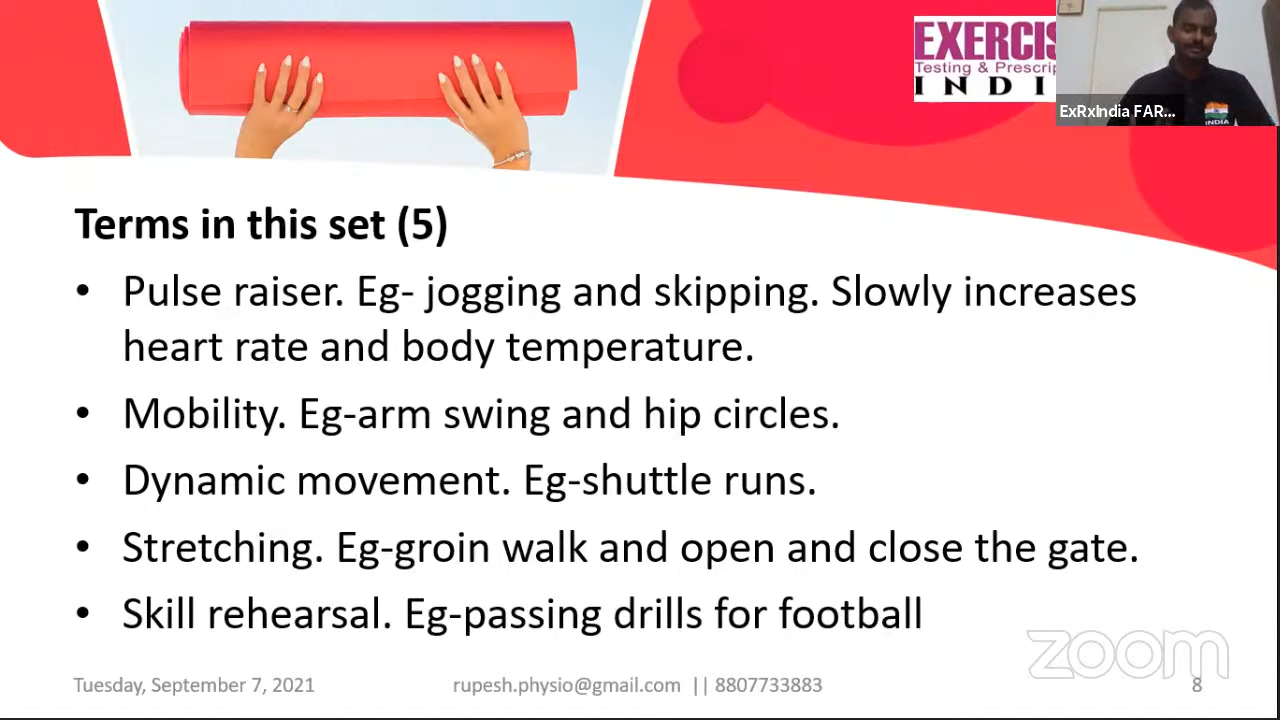 EXERCIS
Testing & Prescrip
INDI
ExRxIndia FAR...
INDIA
Terms in this set (5)
• Pulse raiser. Eg- jogging and skipping. Slowly increases
heart rate and body temperature.
• Mobility. Eg-arm swing and hip circles.
• Dynamic movement. Eg-shuttle runs.
• Stretching. Eg-groin walk and open and close the gate.
• Skill rehearsal. Eg-passing drills for football
zoom
Tuesday, September 7, 2021
rupesh.physio@gmail.com || 8807733883
8